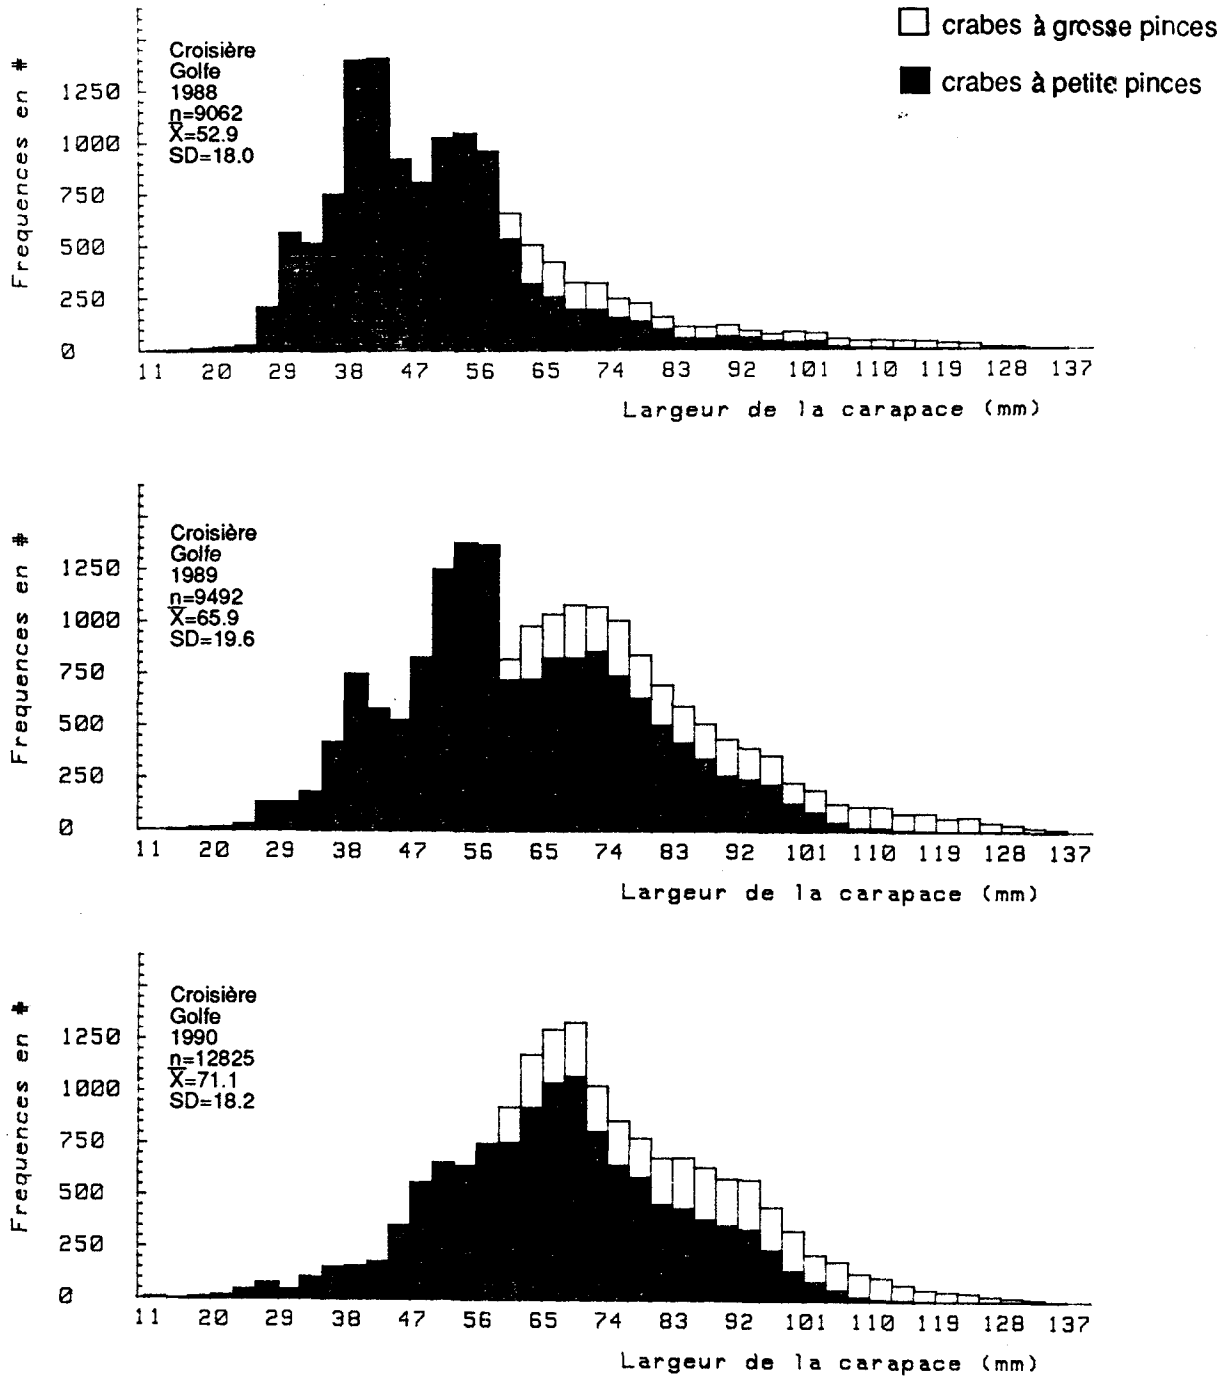 crabes à grosse pinces
crabes à petite pinces
Croisière
Golfe
1988
n=9062
X̅=52.9
SD=18.0
Frequences en #
1250
1000
750
500
250
0
11 20 29 38 47 56 65 74 83 92 101 110 119 128 137
Largeur de la carapace (mm)
Croisière
Golfe
1989
n=9492
X̅=65.9
SD=19.6
Frequences en #
1250
1000
750
500
250
0
11 20 29 38 47 56 65 74 83 92 101 110 119 128 137
Largeur de la carapace (mm)
Croisière
Golfe
1990
n=12825
X̅=71.1
SD=18.2
Frequences en #
1250
1000
750
500
250
0
11 20 29 38 47 56 65 74 83 92 101 110 119 128 137
Largeur de la carapace (mm)